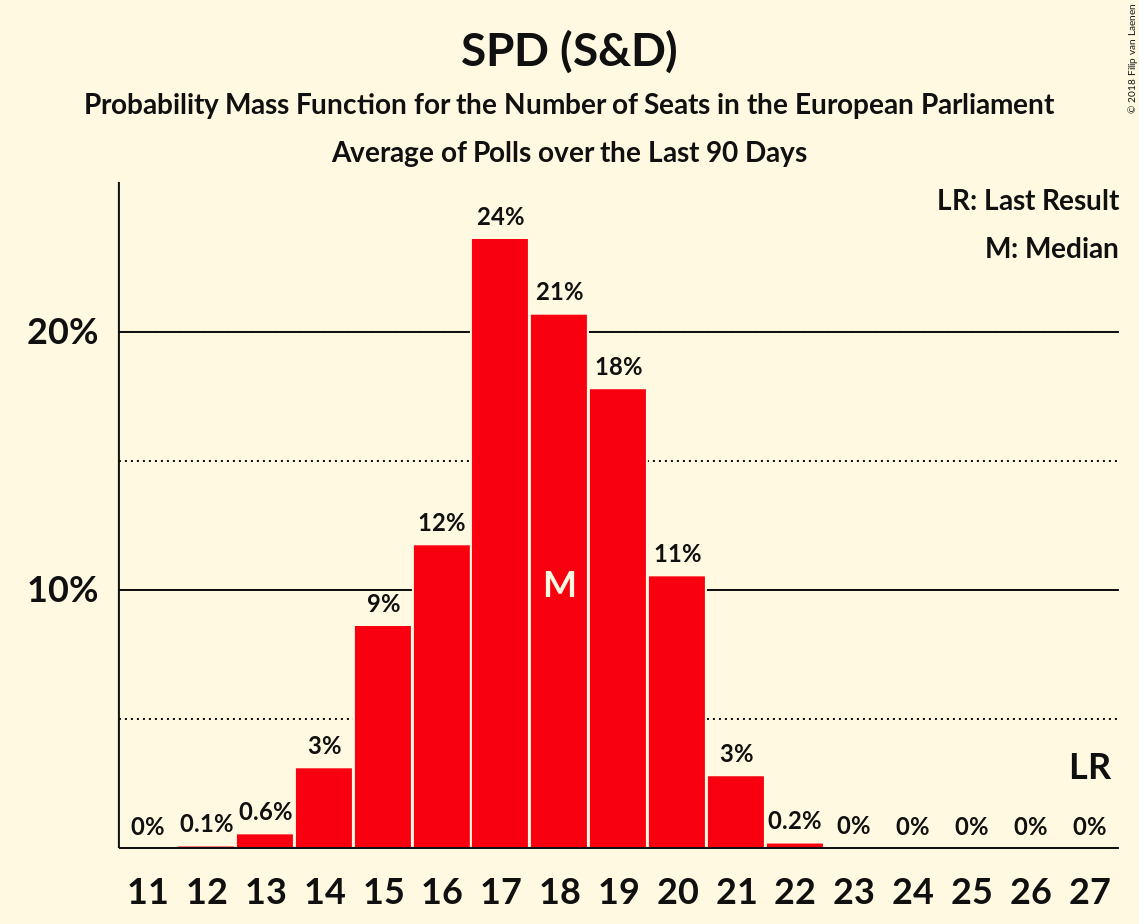 SPD (S&D)
Probability Mass Function for the Number of Seats in the European Parliament
Average of Polls over the Last 90 Days
© 2018 Filip van Laenen
LR: Last Result
M: Median
24%
21%
20%
18%
12%
11%
M
10%
9%
3%
3%
LR
0% 0.1% 0.6% 0.2% 0% 0% 0% 0% 0%
11 12 13 14 15 16 17 18 19 20 21 22 23 24 25 26 27